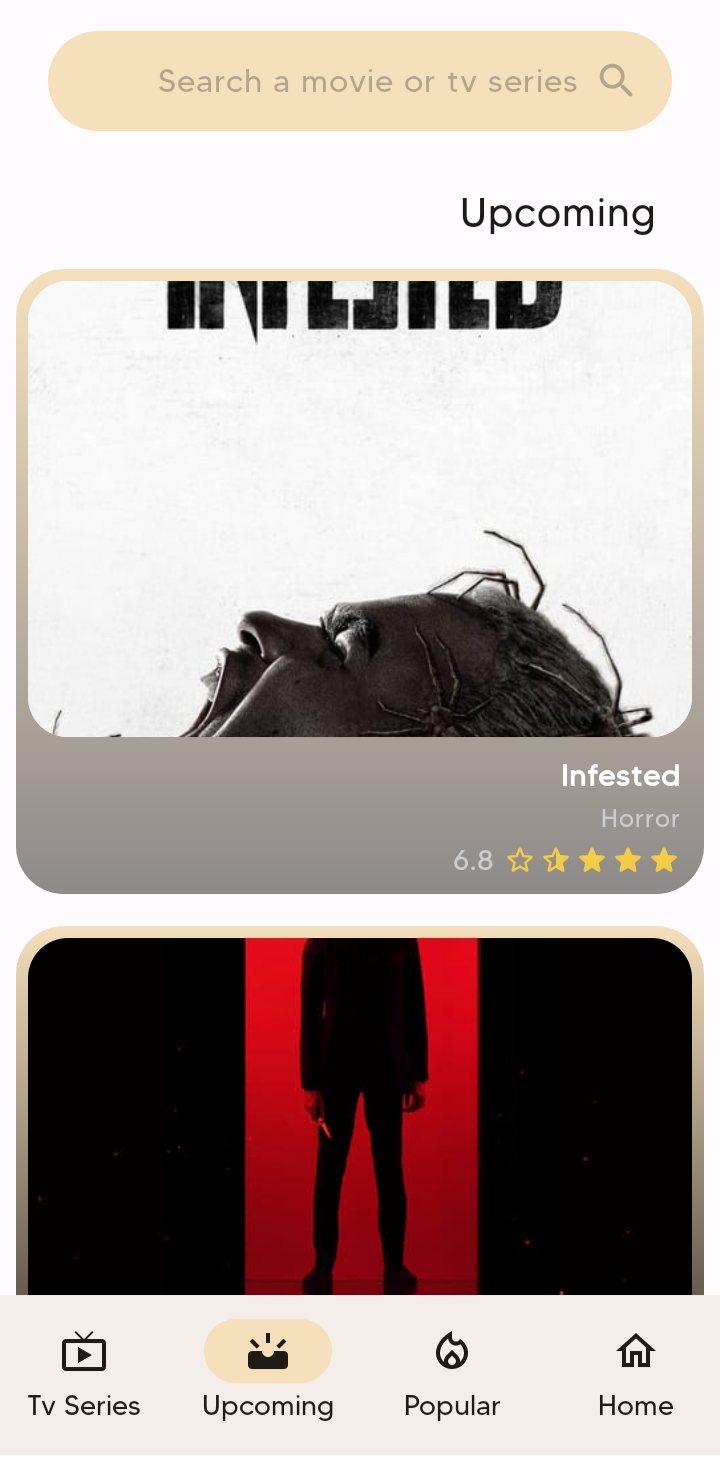 Search a movie or tv series
Upcoming
INFESTED
Infested
Horror
6.8
Tv Series
Upcoming
Popular
Home